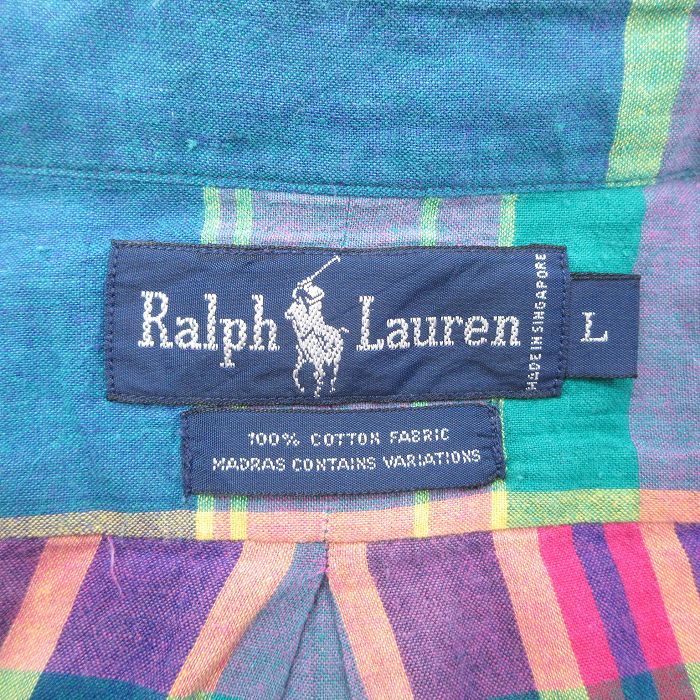 Ralph Lauren
MADE IN SINGAPORE
L
100% COTTON FABRIC
MADRAS CONTAINS VARIATIONS